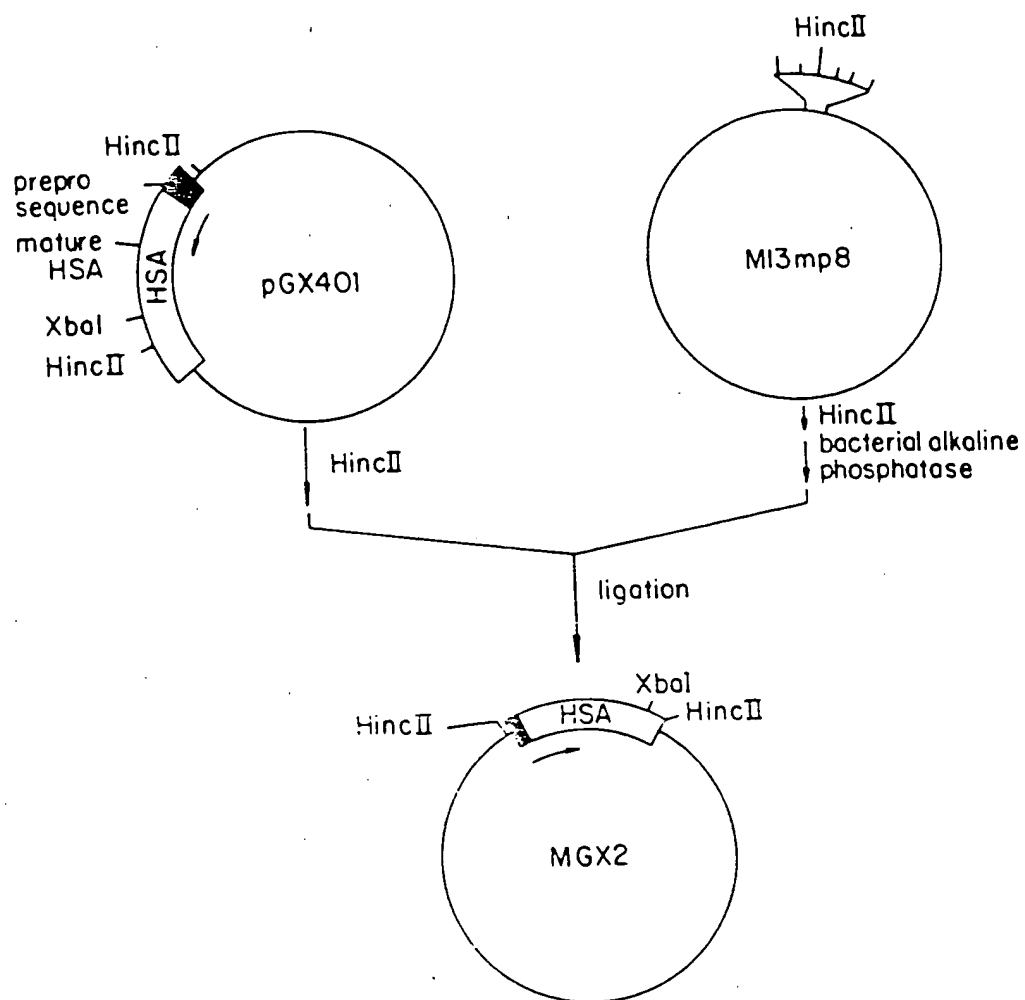 HincII
HincII
prepro
sequence
mature
HSA
HSA
XbaI
HincII
pGX401
M13mp8
HincII
HincII
bacterial alkaline
phosphatase
ligation
XbaI
HincII
HSA
HincII
MGX2